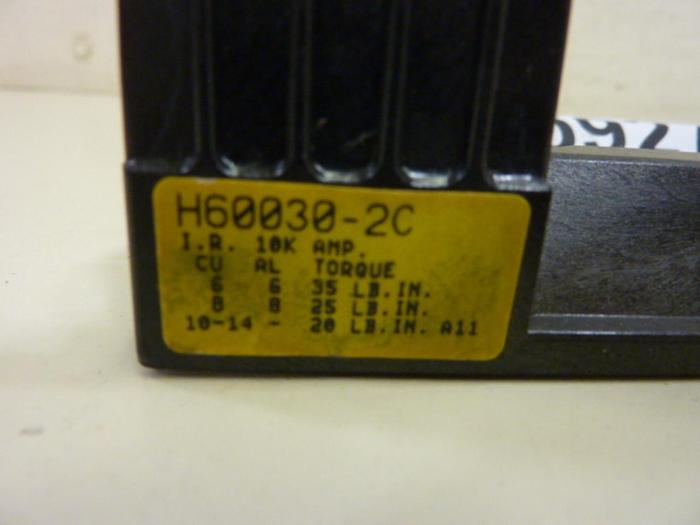 H60030-2C
I.R. 10K AMP.
CU AL TORQUE
6 6 35 LB.IN.
8 8 25 LB.IN.
10-14 - 20 LB.IN. A11